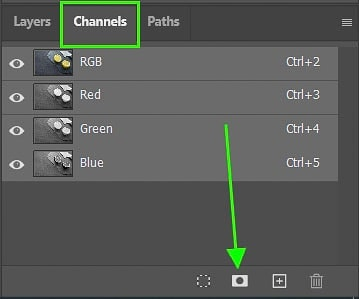 Layers Channels Paths
RGB Ctrl+2
Red Ctrl+3
Green Ctrl+4
Blue Ctrl+5